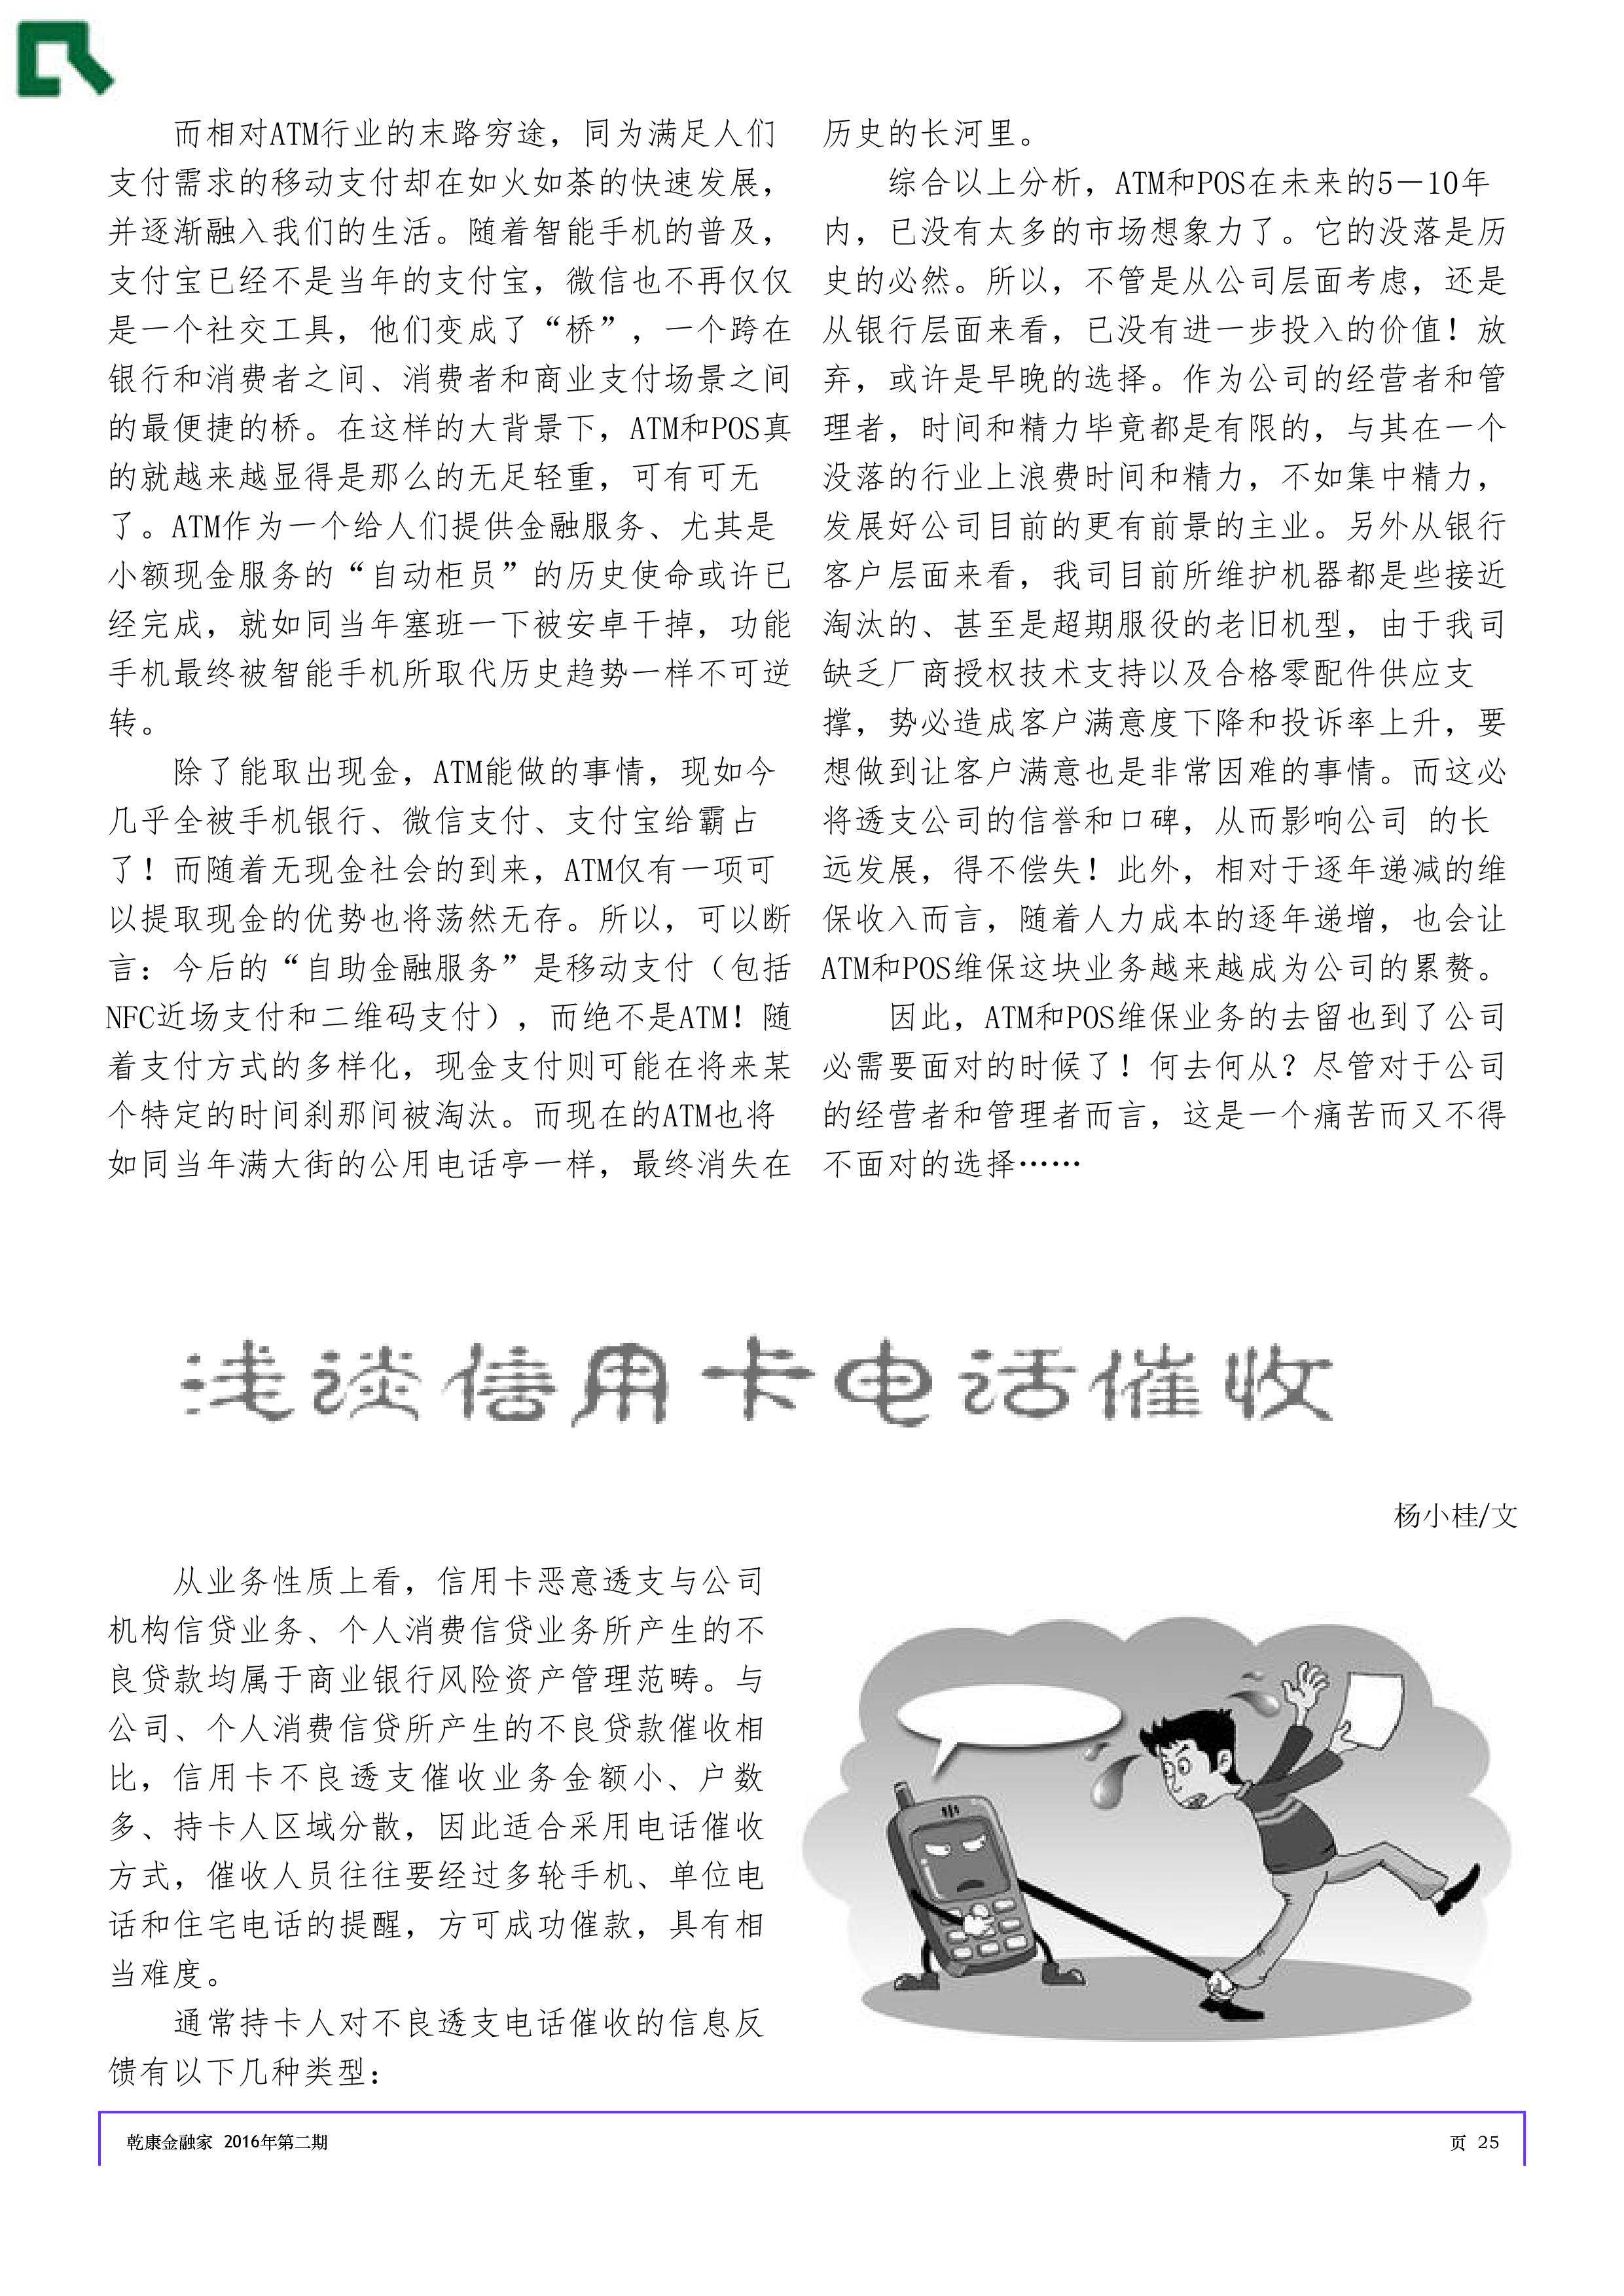 而相对ATM行业的末路穷途，同为满足人们
支付需求的移动支付却在如火如荼的快速发展，
并逐渐融入我们的生活。随着智能手机的普及，
支付宝已经不是当年的支付宝，微信也不再仅仅
是一个社交工具，他们变成了“桥”，一个跨在
银行和消费者之间、消费者和商业支付场景之间
的最便捷的桥。在这样的大背景下，ATM和POS真
的就越来越显得是那么的无足轻重，可有可无
了。ATM作为一个给人们提供金融服务、尤其是
小额现金服务的“自动柜员”的历史使命或许已
经完成，就如同当年塞班一下被安卓干掉，功能
手机最终被智能手机所取代历史趋势一样不可逆
转。
除了能取出现金，ATM能做的事情，现如今
几乎全被手机银行、微信支付、支付宝给霸占
了！而随着无现金社会的到来，ATM仅有一项可
以提取现金的优势也将荡然无存。所以，可以断
言：今后的“自助金融服务”是移动支付（包括
NFC近场支付和二维码支付），而绝不是ATM！随
着支付方式的多样化，现金支付则可能在将来某
个特定的时间刹那间被淘汰。而现在的ATM也将
如同当年满大街的公用电话亭一样，最终消失在
历史的长河里。
综合以上分析，ATM和POS在未来的5－10年
内，已没有太多的市场想象力了。它的没落是历
史的必然。所以，不管是从公司层面考虑，还是
从银行层面来看，已没有进一步投入的价值！放
弃，或许是早晚的选择。作为公司的经营者和管
理者，时间和精力毕竟都是有限的，与其在一个
没落的行业上浪费时间和精力，不如集中精力，
发展好公司目前的更有前景的主业。另外从银行
客户层面来看，我司目前所维护机器都是些接近
淘汰的、甚至是超期服役的老旧机型，由于我司
缺乏厂商授权技术支持以及合格零配件供应支
撑，势必造成客户满意度下降和投诉率上升，要
想做到让客户满意也是非常困难的事情。而这必
将透支公司的信誉和口碑，从而影响公司 的长
远发展，得不偿失！此外，相对于逐年递减的维
保收入而言，随着人力成本的逐年递增，也会让
ATM和POS维保这块业务越来越成为公司的累赘。
因此，ATM和POS维保业务的去留也到了公司
必需要面对的时候了！何去何从？尽管对于公司
的经营者和管理者而言，这是一个痛苦而又不得
不面对的选择……
浅谈信用卡电话催收
杨小桂/文
从业务性质上看，信用卡恶意透支与公司
机构信贷业务、个人消费信贷业务所产生的不
良贷款均属于商业银行风险资产管理范畴。与
公司、个人消费信贷所产生的不良贷款催收相
比，信用卡不良透支催收业务金额小、户数
多、持卡人区域分散，因此适合采用电话催收
方式，催收人员往往要经过多轮手机、单位电
话和住宅电话的提醒，方可成功催款，具有相
当难度。
通常持卡人对不良透支电话催收的信息反
馈有以下几种类型：
乾康金融家 2016年第二期
页 25